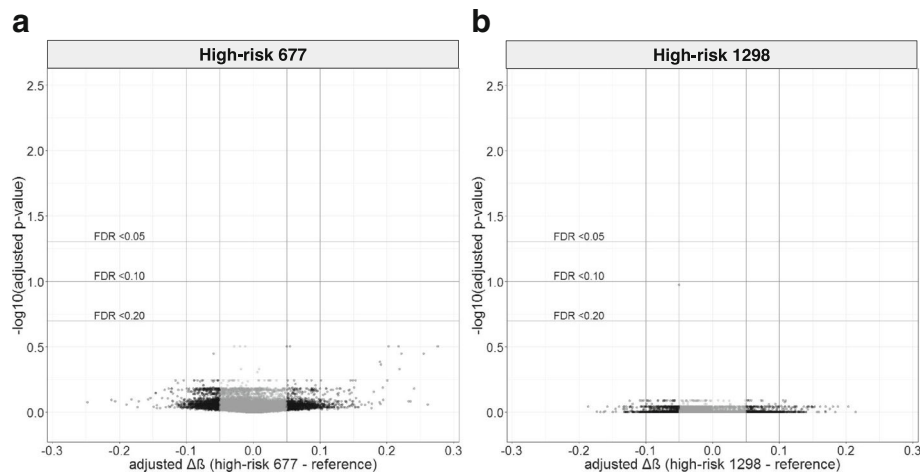 a
High-risk 677
-log10(adjusted p-value)
2.5
2.0
1.5
FDR <0.05
FDR <0.10
1.0
FDR <0.20
0.5
0.0
-0.3 -0.2 -0.1 0.0 0.1 0.2 0.3
adjusted Δß (high-risk 677 - reference)
b
High-risk 1298
-log10(adjusted p-value)
2.5
2.0
1.5
FDR <0.05
FDR <0.10
1.0
FDR <0.20
0.5
0.0
-0.3 -0.2 -0.1 0.0 0.1 0.2 0.3
adjusted Δß (high-risk 1298 - reference)